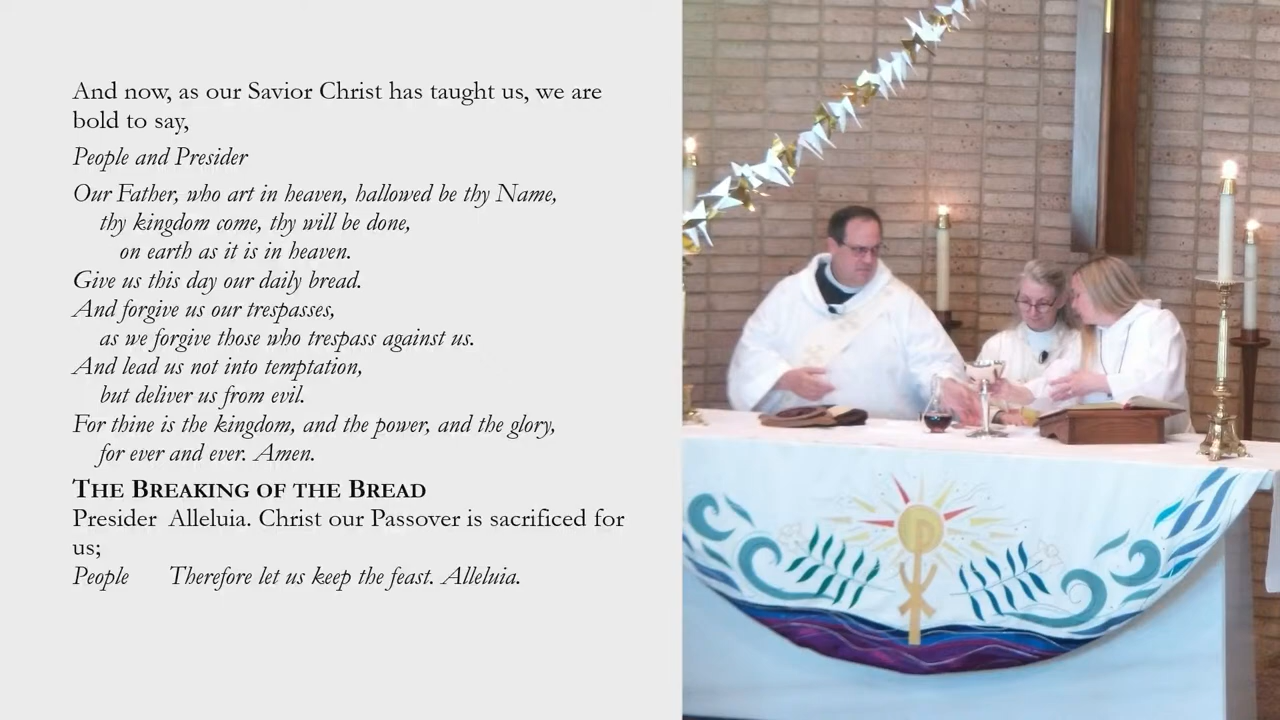 And now, as our Savior Christ has taught us, we are
bold to say,
People and Presider
Our Father, who art in heaven, hallowed be thy Name,
thy kingdom come, thy will be done,
on earth as it is in heaven.
Give us this day our daily bread.
And forgive us our trespasses,
as we forgive those who trespass against us.
And lead us not into temptation,
but deliver us from evil.
For thine is the kingdom, and the power, and the glory,
for ever and ever. Amen.
THE BREAKING OF THE BREAD
Presider Alleluia. Christ our Passover is sacrificed for
us;
People Therefore let us keep the feast. Alleluia.